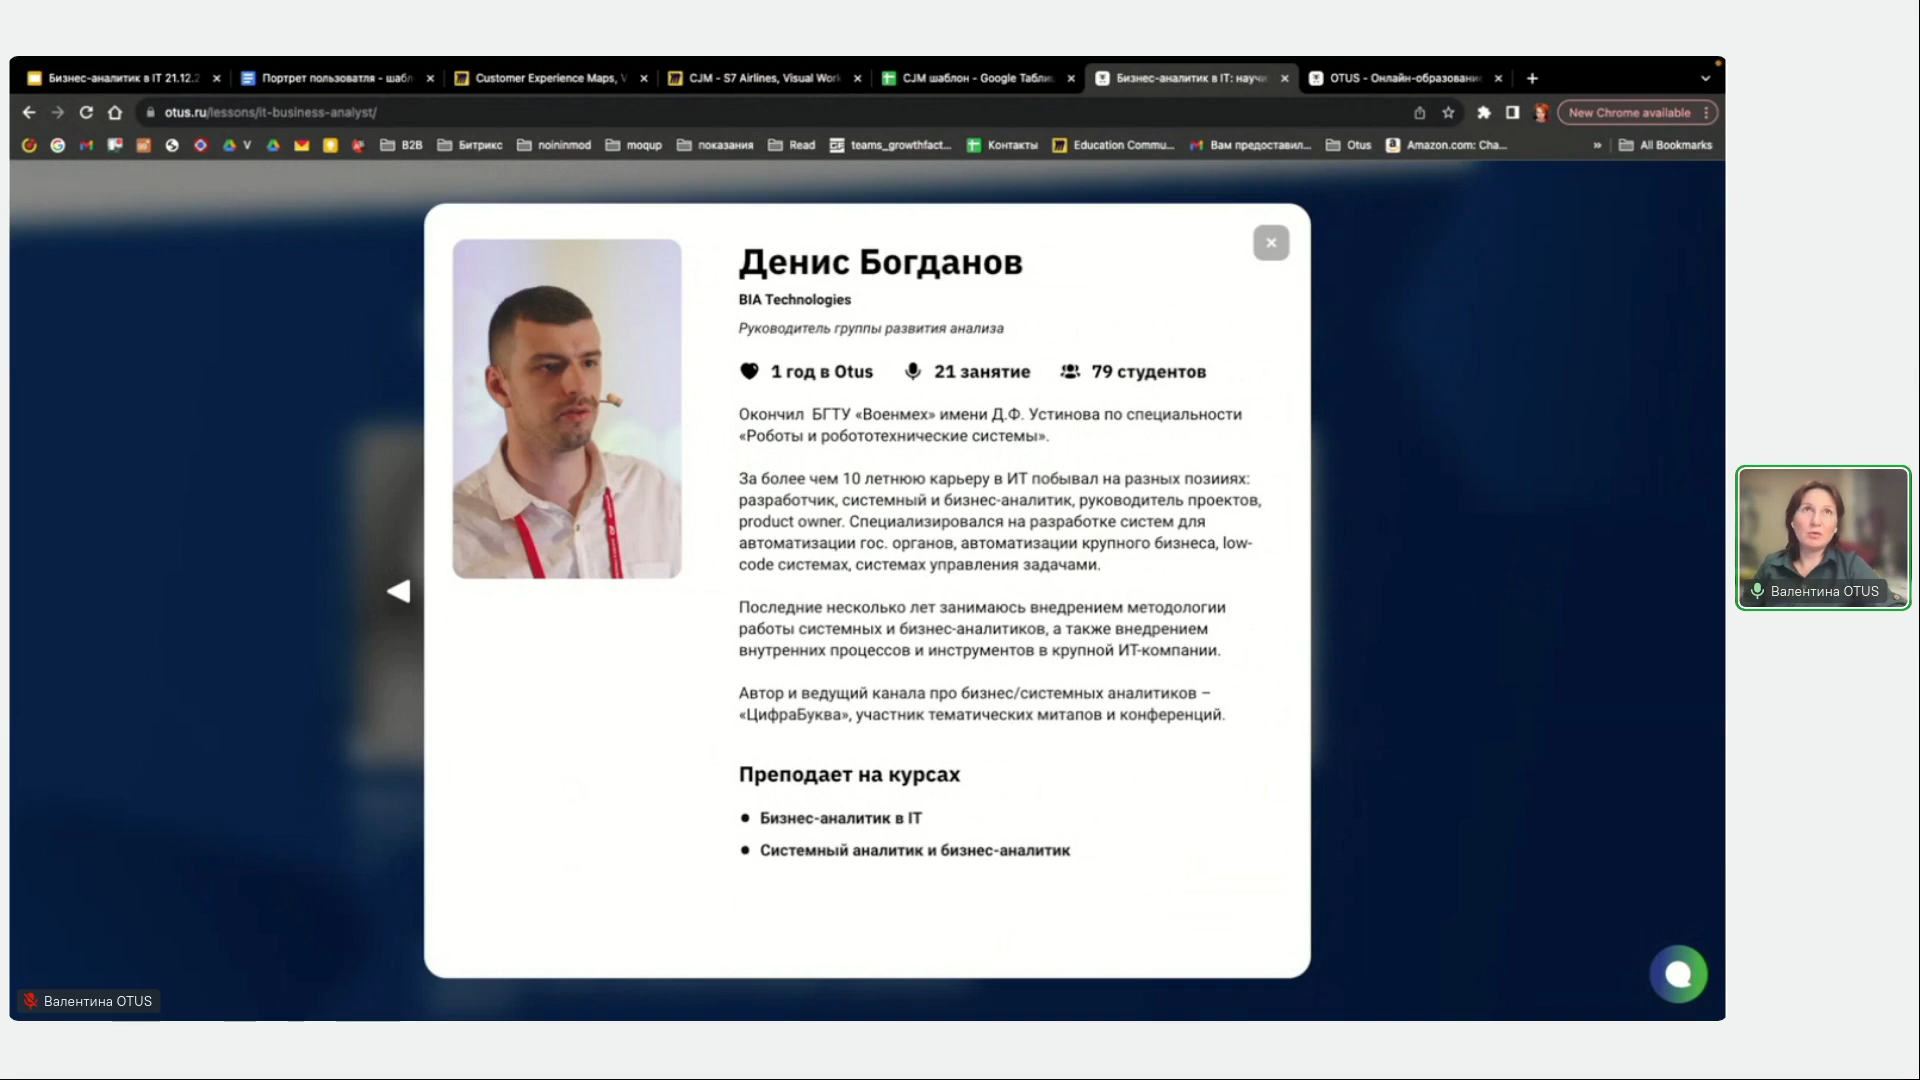 Бизнес-аналитик в IT 21.12.2
Портрет пользоватля - шабл
Customer Experience Maps, V
CJM - S7 Airlines, Visual Work
CJM шаблон - Google Таблиц
Бизнес-аналитик в IT: научи
OTUS - Онлайн-образование
otus.ru/lessons/it-business-analyst/
New Chrome available
V
B2B
Битрикс
noininmod
moqup
показания
Read
teams_growthfact...
Контакты
Education Commu...
Вам предоставил...
Otus
Amazon.com: Cha...
»
All Bookmarks
Денис Богданов
BIA Technologies
Руководитель группы развития анализа
1 год в Otus
21 занятие
79 студентов
Окончил БГТУ «Военмех» имени Д.Ф. Устинова по специальности
«Роботы и робототехнические системы».
За более чем 10 летнюю карьеру в ИТ побывал на разных позииях:
разработчик, системный и бизнес-аналитик, руководитель проектов,
product owner. Специализировался на разработке систем для
автоматизации гос. органов, автоматизации крупного бизнеса, low-
code системах, системах управления задачами.
Последние несколько лет занимаюсь внедрением методологии
работы системных и бизнес-аналитиков, а также внедрением
внутренних процессов и инструментов в крупной ИТ-компании.
Автор и ведущий канала про бизнес/системных аналитиков –
«ЦифраБуква», участник тематических митапов и конференций.
Преподает на курсах
• Бизнес-аналитик в IT
• Системный аналитик и бизнес-аналитик
Валентина OTUS
Валентина OTUS